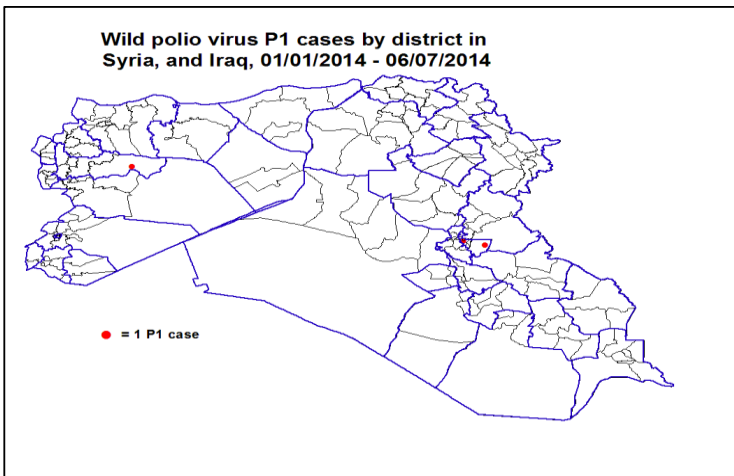 Wild polio virus P1 cases by district in
Syria, and Iraq, 01/01/2014 - 06/07/2014
= 1 P1 case